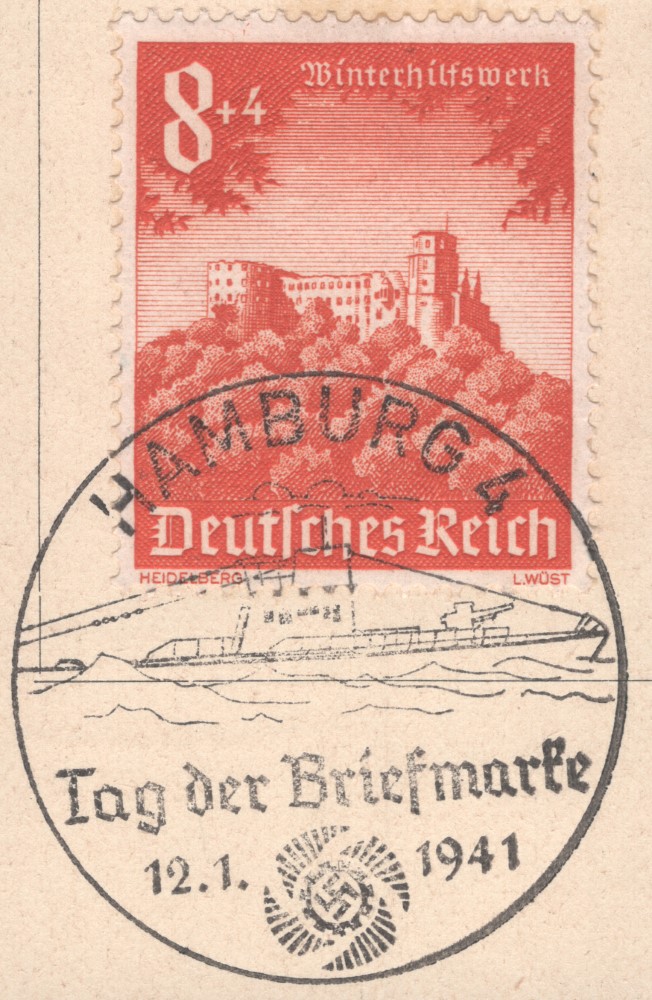 8+4
Winterhilfswerk
HAMBURG 4
Deutsches Reich
HEIDELBERG L.WÜST
Tag der Briefmarke
12.1. 1941